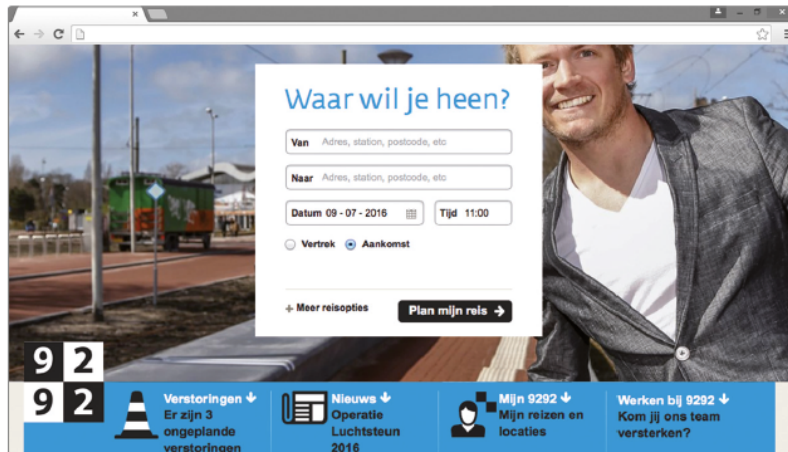 Waar wil je heen?
Van Adres, station, postcode, etc
Naar Adres, station, postcode, etc
Datum 09 - 07 - 2016 Tijd 11:00
Vertrek Aankomst
+ Meer reisopties Plan mijn reis →
9 2
9 2
Verstoringen ↓
Er zijn 3
ongeplande
verstoringen
Nieuws ↓
Operatie
Luchtsteun
2016
Mijn 9292 ↓
Mijn reizen en
locaties
Werken bij 9292 ↓
Kom jij ons team
versterken?